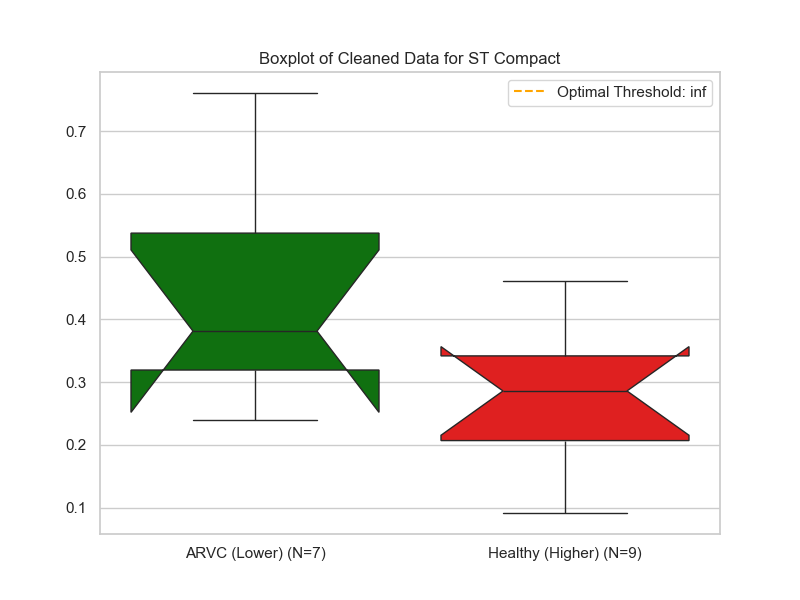 Boxplot of Cleaned Data for ST Compact
Optimal Threshold: inf
0.7
0.6
0.5
0.4
0.3
0.2
0.1
ARVC (Lower) (N=7)
Healthy (Higher) (N=9)